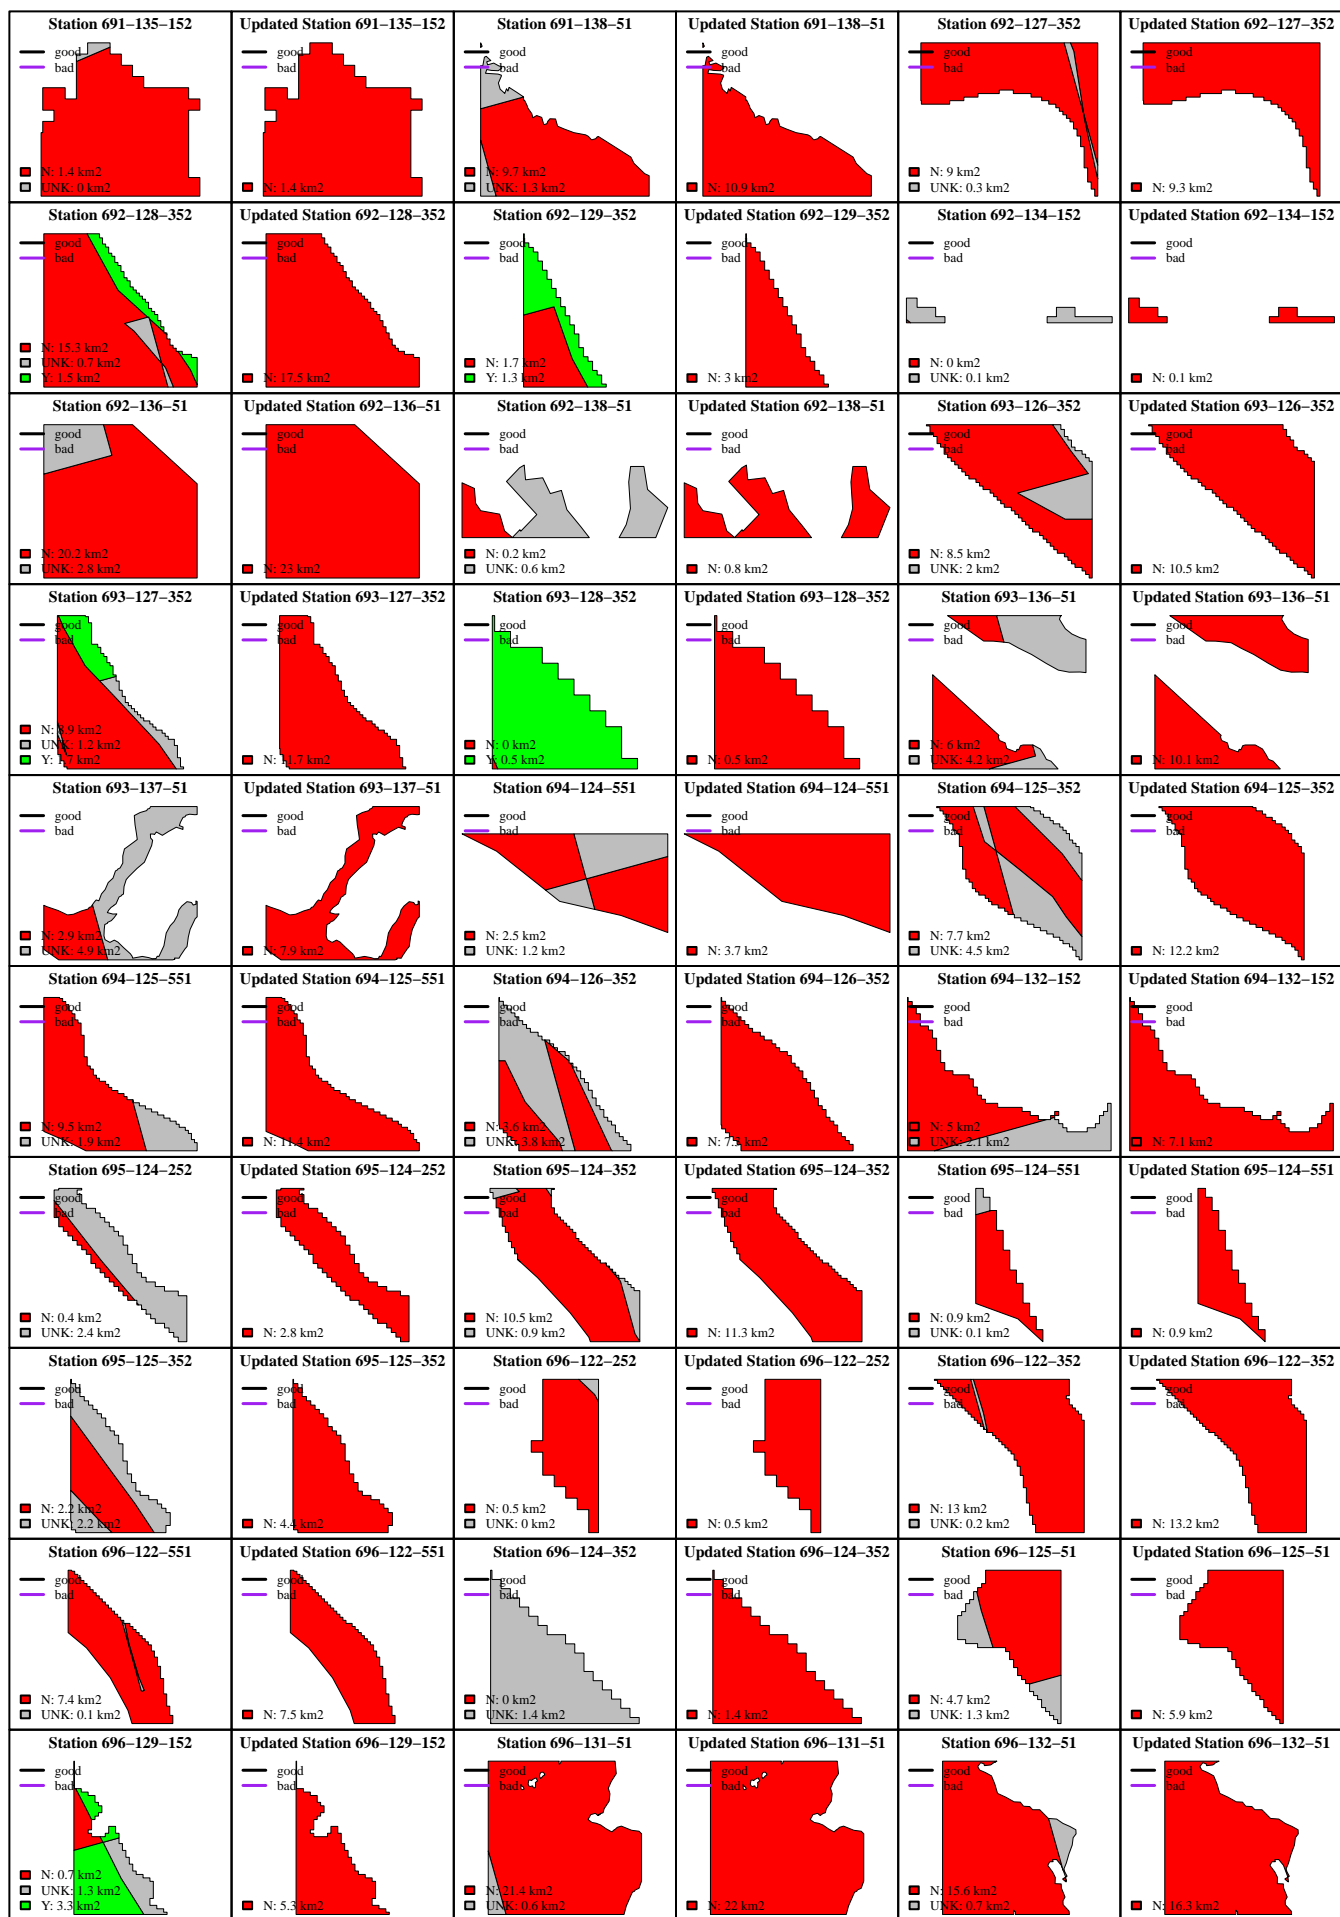 Station 691−135−152
good
bad
N: 1.4 km2
UNK: 0 km2
Updated Station 691−135−152
good
bad
N: 1.4 km2
Station 691−138−51
good
bad
N: 9.7 km2
UNK: 1.3 km2
Updated Station 691−138−51
good
bad
N: 10.9 km2
Station 692−127−352
good
bad
N: 9 km2
UNK: 0.3 km2
Updated Station 692−127−352
good
bad
N: 9.3 km2
Station 692−128−352
good
bad
N: 15.3 km2
UNK: 0.7 km2
Y: 1.5 km2
Updated Station 692−128−352
good
bad
N: 17.5 km2
Station 692−129−352
good
bad
N: 1.7 km2
Y: 1.3 km2
Updated Station 692−129−352
good
bad
N: 3 km2
Station 692−134−152
good
bad
N: 0 km2
UNK: 0.1 km2
Updated Station 692−134−152
good
bad
N: 0.1 km2
Station 692−136−51
good
bad
N: 20.2 km2
UNK: 2.8 km2
Updated Station 692−136−51
good
bad
N: 23 km2
Station 692−138−51
good
bad
N: 0.2 km2
UNK: 0.6 km2
Updated Station 692−138−51
good
bad
N: 0.8 km2
Station 693−126−352
good
bad
N: 8.5 km2
UNK: 2 km2
Updated Station 693−126−352
good
bad
N: 10.5 km2
Station 693−127−352
good
bad
N: 8.9 km2
UNK: 1.2 km2
Y: 1.7 km2
Updated Station 693−127−352
good
bad
N: 11.7 km2
Station 693−128−352
good
bad
N: 0 km2
Y: 0.5 km2
Updated Station 693−128−352
good
bad
N: 0.5 km2
Station 693−136−51
good
bad
N: 6 km2
UNK: 4.2 km2
Updated Station 693−136−51
good
bad
N: 10.1 km2
Station 693−137−51
good
bad
N: 2.9 km2
UNK: 4.9 km2
Updated Station 693−137−51
good
bad
N: 7.9 km2
Station 694−124−551
good
bad
N: 2.5 km2
UNK: 1.2 km2
Updated Station 694−124−551
good
bad
N: 3.7 km2
Station 694−125−352
good
bad
N: 7.7 km2
UNK: 4.5 km2
Updated Station 694−125−352
good
bad
N: 12.2 km2
Station 694−125−551
good
bad
N: 9.5 km2
UNK: 1.9 km2
Updated Station 694−125−551
good
bad
N: 11.4 km2
Station 694−126−352
good
bad
N: 3.6 km2
UNK: 3.8 km2
Updated Station 694−126−352
good
bad
km2
Station 694−132−152
good
bad
N: 5 km2
UNK: 2.1 km2
Updated Station 694−132−152
good
bad
N: 7.1 km2
Station 695−124−252
good
bad
N: 0.4 km2
UNK: 2.4 km2
Updated Station 695−124−252
good
bad
N: 2.8 km2
Station 695−124−352
good
bad
N: 10.5 km2
UNK: 0.9 km2
Updated Station 695−124−352
good
bad
N: 11.3 km2
Station 695−124−551
good
bad
N: 0.9 km2
UNK: 0.1 km2
Updated Station 695−124−551
good
bad
N: 0.9 km2
Station 695−125−352
good
bad
N: 2.2 km2
UNK: 2.2 km2
Updated Station 695−125−352
good
bad
N: 4.4 km2
Station 696−122−252
good
bad
N: 0.5 km2
UNK: 0 km2
Updated Station 696−122−252
good
bad
N: 0.5 km2
Station 696−122−352
good
bad
N: 13 km2
UNK: 0.2 km2
Updated Station 696−122−352
good
bad
N: 13.2 km2
Station 696−122−551
good
bad
N: 7.4 km2
UNK: 0.1 km2
Updated Station 696−122−551
good
bad
N: 7.5 km2
Station 696−124−352
good
bad
N: 0 km2
UNK: 1.4 km2
Updated Station 696−124−352
good
bad
N: 1.4 km2
Station 696−125−51
good
bad
N: 4.7 km2
UNK: 1.3 km2
Updated Station 696−125−51
good
bad
N: 5.9 km2
Station 696−129−152
good
bad
N: 0.7 km2
UNK: 1.3 km2
Y: 3.3 km2
Updated Station 696−129−152
good
bad
N: 5.3 km2
Station 696−131−51
good
bad
N: 21.4 km2
UNK: 0.6 km2
Updated Station 696−131−51
good
bad
N: 22 km2
Station 696−132−51
good
bad
N: 15.6 km2
UNK: 0.7 km2
Updated Station 696−132−51
good
bad
N: 16.3 km2